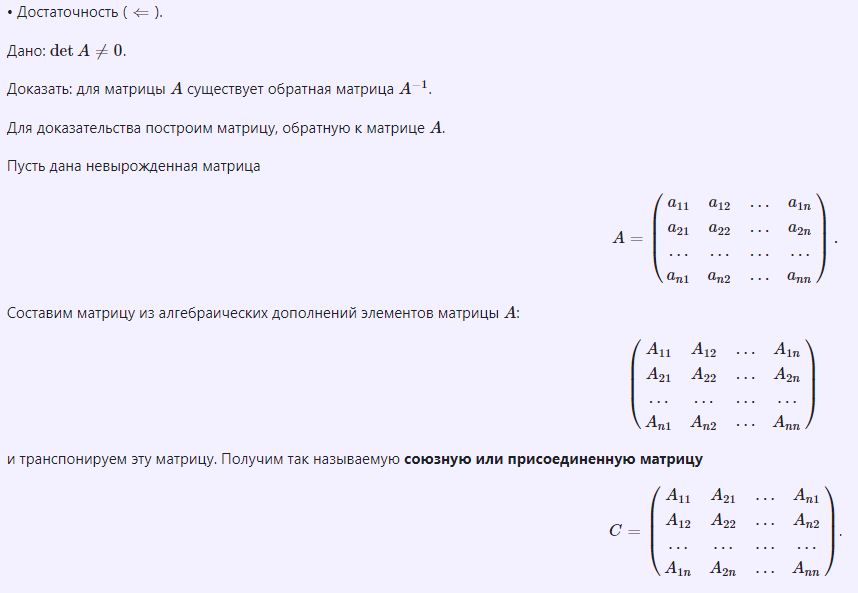 • Достаточность ( ⇐ ).
Дано: det A ≠ 0.
Доказать: для матрицы A существует обратная матрица A⁻¹.
Для доказательства построим матрицу, обратную к матрице A.
Пусть дана невырожденная матрица
A = ( a₁₁ a₁₂ … a₁ₙ
a₂₁ a₂₂ … a₂ₙ
… … … …
aₙ₁ aₙ₂ … aₙₙ ) .
Составим матрицу из алгебраических дополнений элементов матрицы A:
( A₁₁ A₁₂ … A₁ₙ
A₂₁ A₂₂ … A₂ₙ
… … … …
Aₙ₁ Aₙ₂ … Aₙₙ )
и транспонируем эту матрицу. Получим так называемую союзную или присоединенную матрицу
C = ( A₁₁ A₂₁ … Aₙ₁
A₁₂ A₂₂ … Aₙ₂
… … … …
A₁ₙ A₂ₙ … Aₙₙ ) .